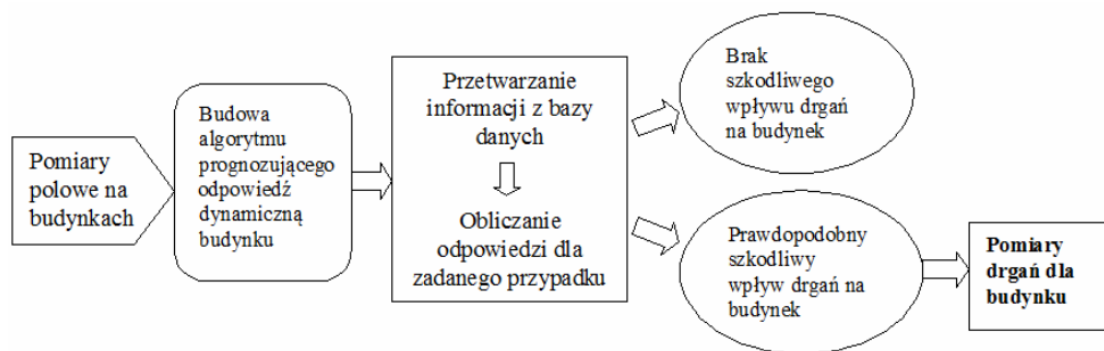 Pomiary
polowe na
budynkach
Budowa
algorytmu
prognozującego
odpowiedź
dynamiczną
budynku
Przetwarzanie
informacji z bazy
danych
Obliczanie
odpowiedzi dla
zadanego przypadku
Brak
szkodliwego
wpływu drgań
na budynek
Prawdopodobny
szkodliwy
wpływ drgań na
budynek
Pomiary
drgań dla
budynku